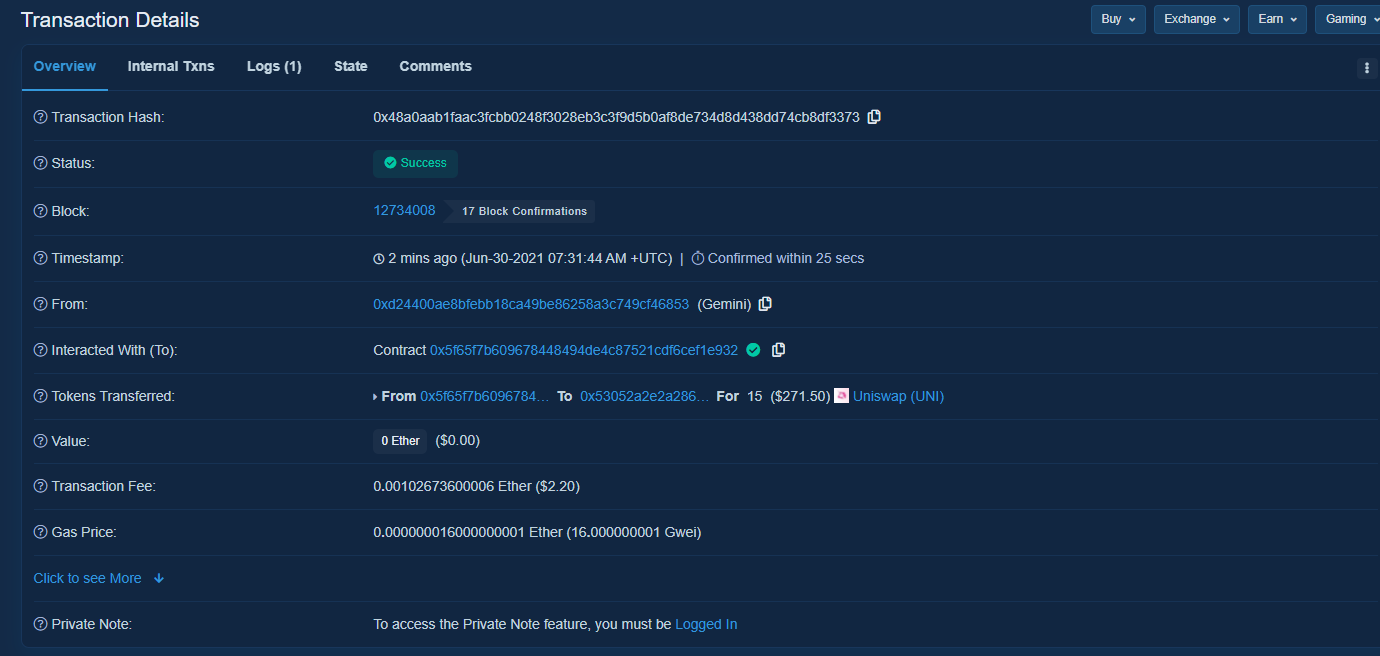 Transaction Details
Buy Exchange Earn Gaming
Overview Internal Txns Logs (1) State Comments
Transaction Hash: 0x48a0aab1faac3fcbb0248f3028eb3c3f9d5b0af8de734d8d438dd74cb8df3373
Status: Success
Block: 12734008 17 Block Confirmations
Timestamp: 2 mins ago (Jun-30-2021 07:31:44 AM +UTC) | Confirmed within 25 secs
From: 0xd24400ae8bfebb18ca49be86258a3c749cf46853 (Gemini)
Interacted With (To): Contract 0x5f65f7b609678448494de4c87521cdf6cef1e932
Tokens Transferred: From 0x5f65f7b6096784... To 0x53052a2e2a286... For 15 ($271.50) Uniswap (UNI)
Value: 0 Ether ($0.00)
Transaction Fee: 0.00102673600006 Ether ($2.20)
Gas Price: 0.000000016000000001 Ether (16.000000001 Gwei)
Click to see More
Private Note: To access the Private Note feature, you must be Logged In